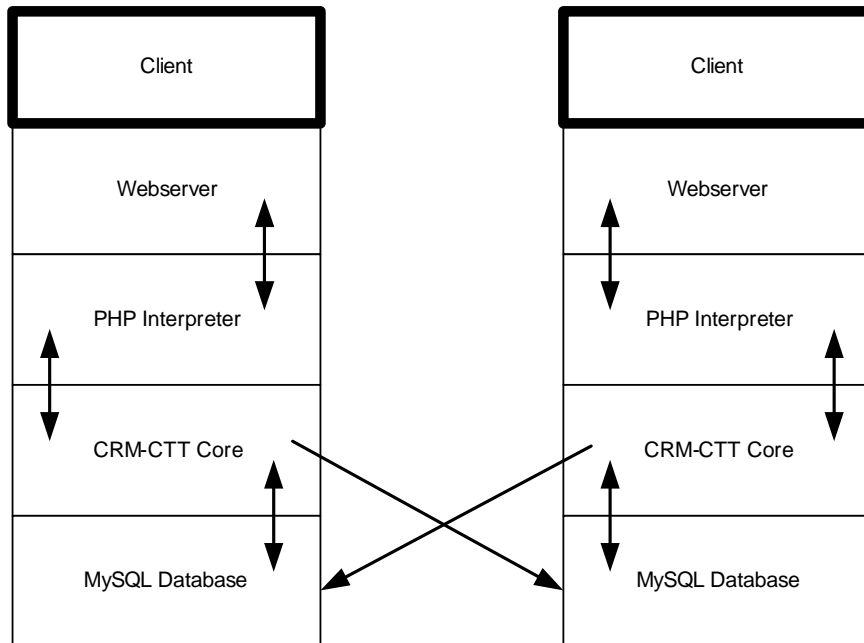 Client
Webserver
PHP Interpreter
CRM-CTT Core
MySQL Database
Client
Webserver
PHP Interpreter
CRM-CTT Core
MySQL Database